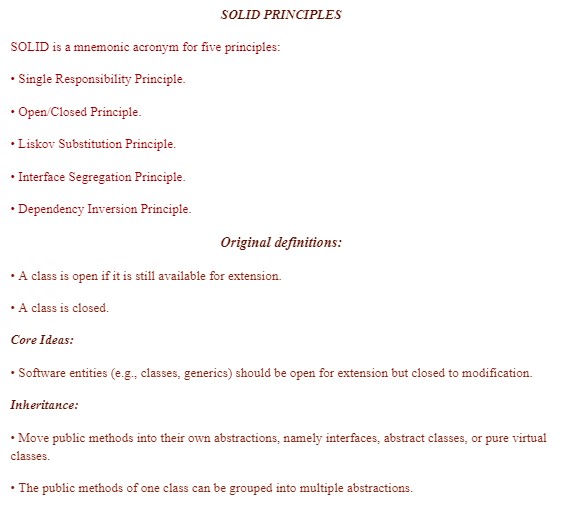 SOLID PRINCIPLES
SOLID is a mnemonic acronym for five principles:
• Single Responsibility Principle.
• Open/Closed Principle.
• Liskov Substitution Principle.
• Interface Segregation Principle.
• Dependency Inversion Principle.
Original definitions:
• A class is open if it is still available for extension.
• A class is closed.
Core Ideas:
• Software entities (e.g., classes, generics) should be open for extension but closed to modification.
Inheritance:
• Move public methods into their own abstractions, namely interfaces, abstract classes, or pure virtual
classes.
• The public methods of one class can be grouped into multiple abstractions.